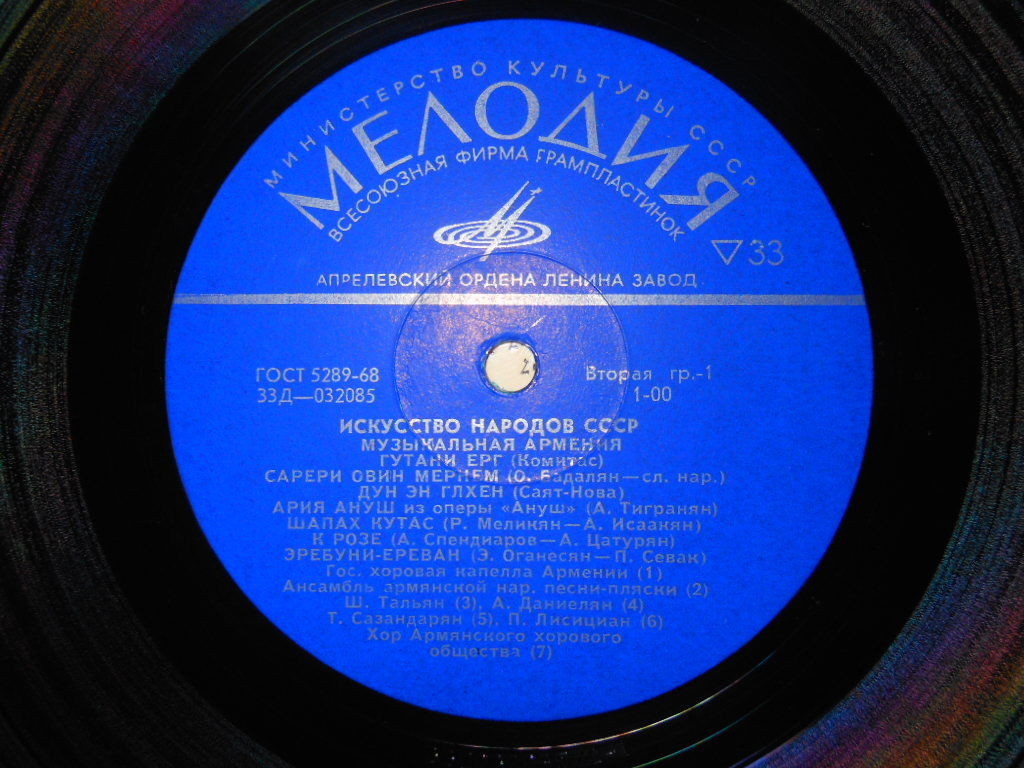 МИНИСТЕРСТВО КУЛЬТУРЫ СССР
МЕЛОДИЯ
ВСЕСОЮЗНАЯ ФИРМА ГРАМПЛАСТИНОК
33
АПРЕЛЕВСКИЙ ОРДЕНА ЛЕНИНА ЗАВОД
ГОСТ 5289-68 Вторая гр.-1
33Д—032085 1-00
ИСКУССТВО НАРОДОВ СССР
МУЗЫКАЛЬНАЯ АРМЕНИЯ
ГУТАНИ ЕРГ (Комитас)
САРЕРИ ОВИН МЕРНЕМ (О. Бадалян—сл. нар.)
ДУН ЭН ГЛХЕН (Саят-Нова)
АРИЯ АНУШ из оперы «Ануш» (А. Тигранян)
ШАПАХ КУТАС (Р. Меликян—А. Исаакян)
К РОЗЕ (А. Спендиаров—А. Цатурян)
ЭРЕБУНИ-ЕРЕВАН (Э. Оганесян—П. Севак)
Гос. хоровая капелла Армении (1)
Ансамбль армянской нар. песни-пляски (2)
Ш. Тальян (3), А. Даниелян (4)
Т. Сазандарян (5), П. Лисициан (6)
Хор Армянского хорового
общества (7)